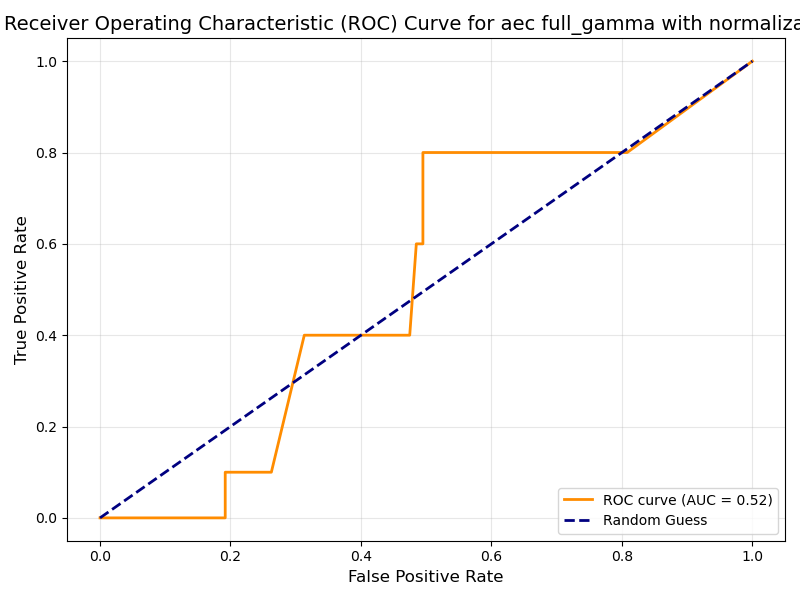 Receiver Operating Characteristic (ROC) Curve for aec full_gamma with normaliza
1.0
0.8
0.6
0.4
0.2
0.0
True Positive Rate
0.0 0.2 0.4 0.6 0.8 1.0
False Positive Rate
ROC curve (AUC = 0.52)
Random Guess